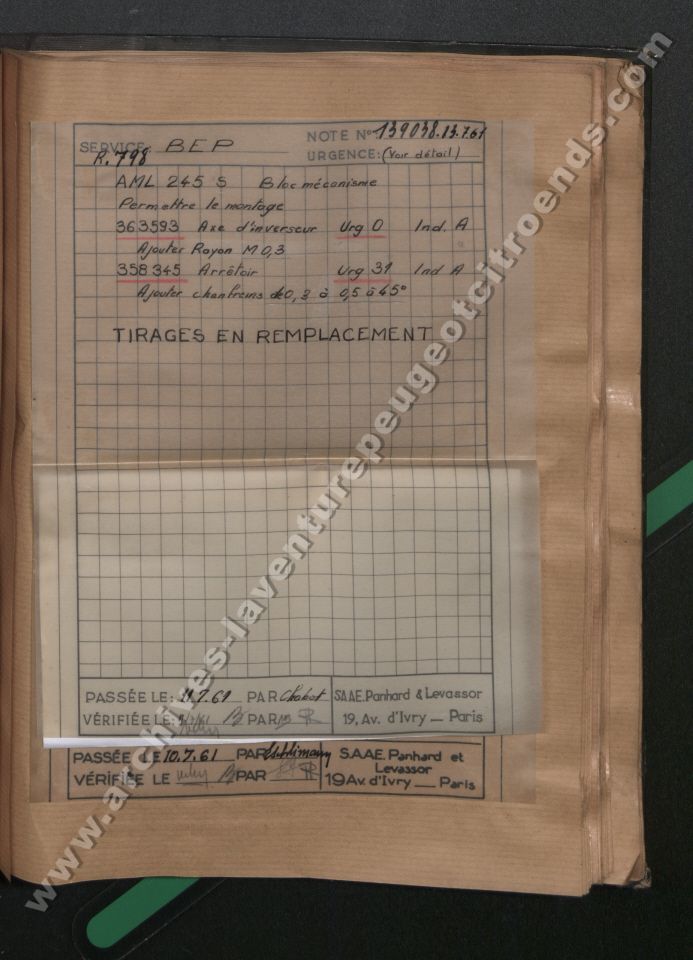 SERVICE: BEP
NOTE N° 139038. 13.7.61
R.798
URGENCE: (Voir détail)
AML 245 S Bloc mécanisme
Permettre le montage
363593 Axe d'inverseur Urg 0 Ind. A
Ajouter Rayon M 0,3
358345 Arrêtoir Urg 31 Ind A
Ajouter chanfreins de 0,3 à 0,5 à 45°
TIRAGES EN REMPLACEMENT
PASSÉE LE: 11.7.61 PAR Chabot
S.A.A.E. Panhard & Levassor
VÉRIFIÉE LE: PAR
19, Av. d'Ivry _ Paris
PASSÉE LE 10.7.61 PAR
S.A.A.E. Panhard et
Levassor
VÉRIFIÉE LE PAR
19 Av. d'Ivry __ Paris
www.archives-laventurepeugeotcitroends.com